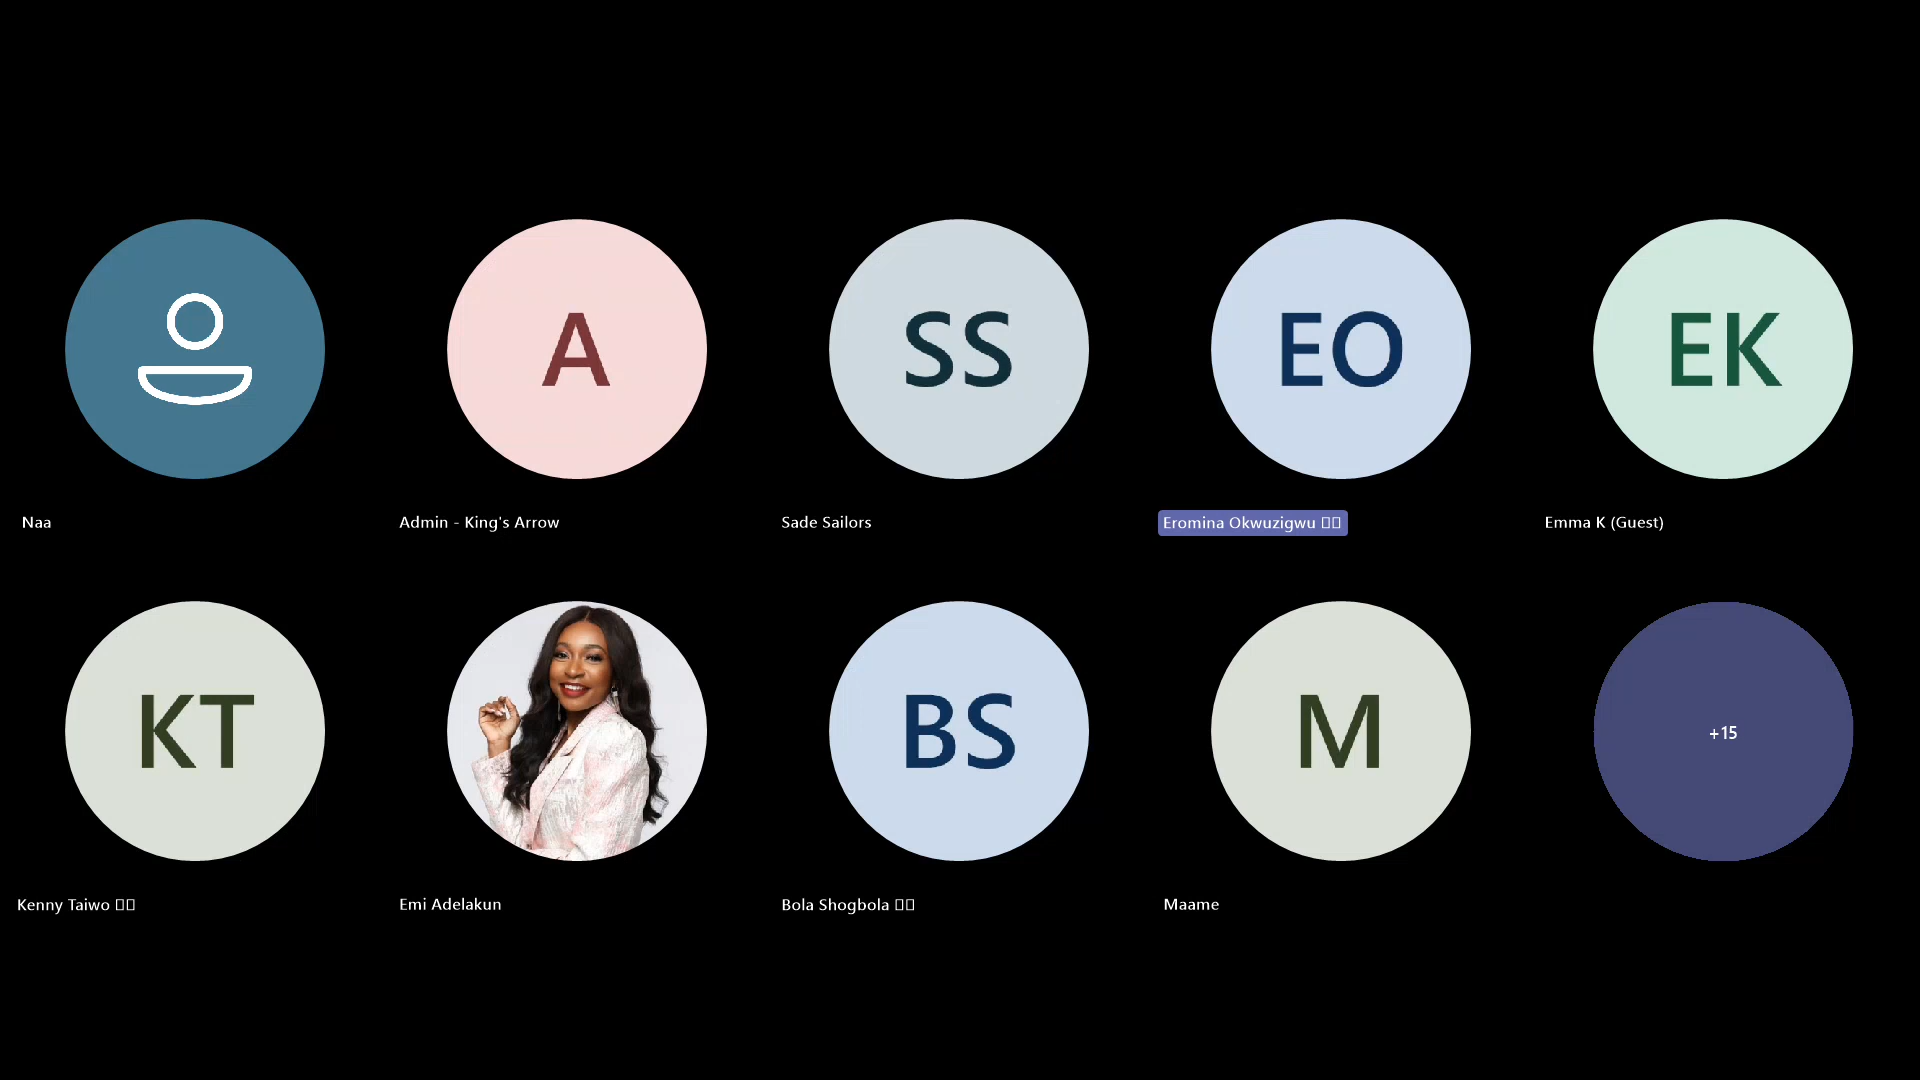 A
SS
EO
EK
Naa
Admin - King's Arrow
Sade Sailors
Eromina Okwuzigwu
Emma K (Guest)
KT
BS
M
+15
Kenny Taiwo
Emi Adelakun
Bola Shogbola
Maame